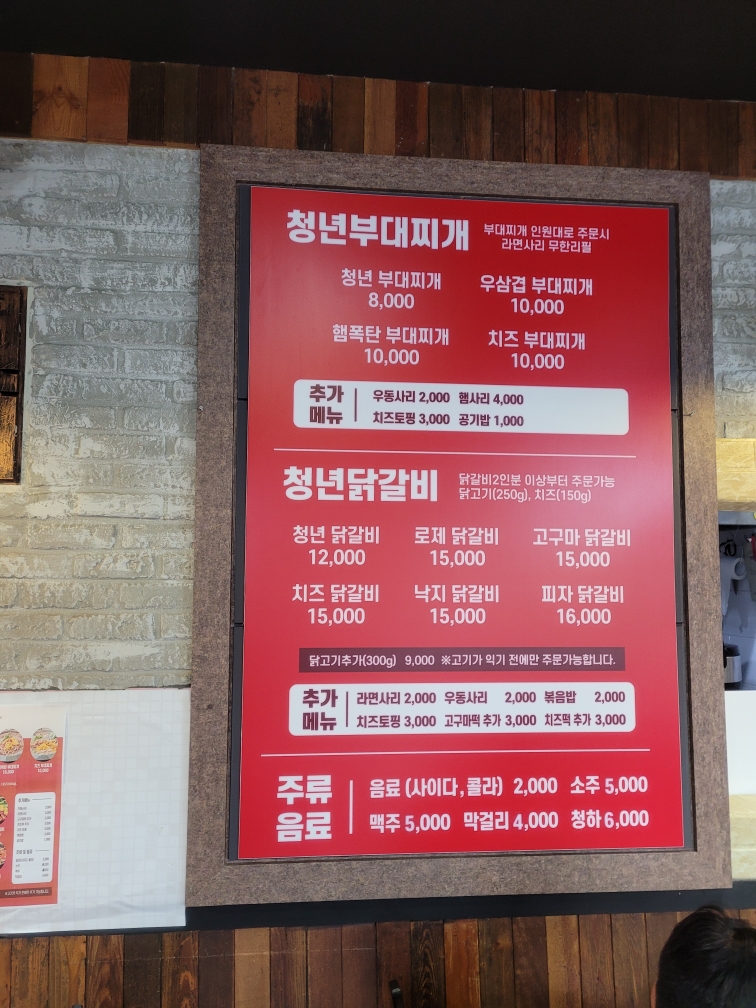 청년부대찌개 부대찌개 인원대로 주문시
라면사리 무한리필
청년 부대찌개 우삼겹 부대찌개
8,000 10,000
햄폭탄 부대찌개 치즈 부대찌개
10,000 10,000
추가 메뉴
우동사리 2,000 햄사리 4,000
치즈토핑 3,000 공기밥 1,000
청년닭갈비 닭갈비2인분 이상부터 주문가능
닭고기(250g), 치즈(150g)
청년 닭갈비 로제 닭갈비 고구마 닭갈비
12,000 15,000 15,000
치즈 닭갈비 낙지 닭갈비 피자 닭갈비
15,000 15,000 16,000
닭고기추가(300g) 9,000 ※고기가 익기 전에만 주문가능합니다.
추가 메뉴
라면사리 2,000 우동사리 2,000 볶음밥 2,000
치즈토핑 3,000 고구마떡 추가 3,000 치즈떡 추가 3,000
주류 음료
음료 (사이다, 콜라) 2,000 소주 5,000
맥주 5,000 막걸리 4,000 청하 6,000